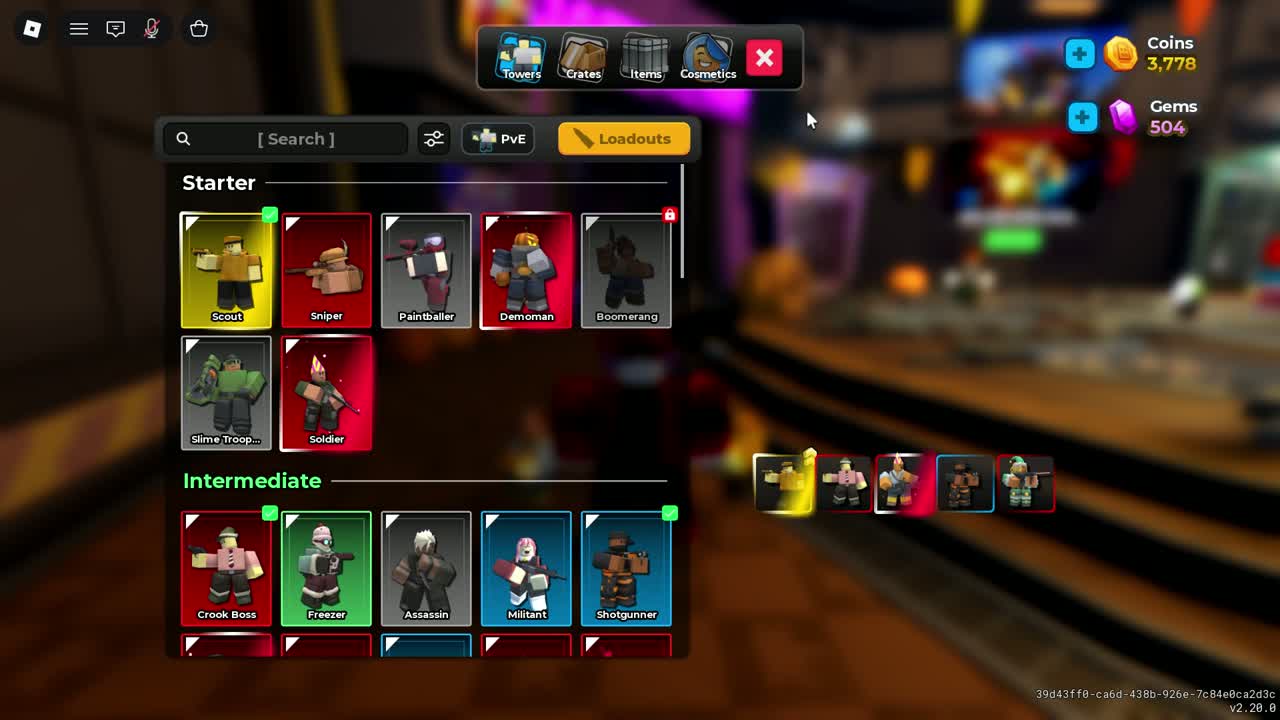 Towers Crates Items Cosmetics
Coins
3,778
Gems
504
[ Search ] PvE Loadouts
Starter
Scout Sniper Paintballer Demoman Boomerang
Slime Troop... Soldier
Intermediate
Crook Boss Freezer Assassin Militant Shotgunner
39d43ff0-ca6d-438b-926e-7c84e0ca2d3c
v2.20.0